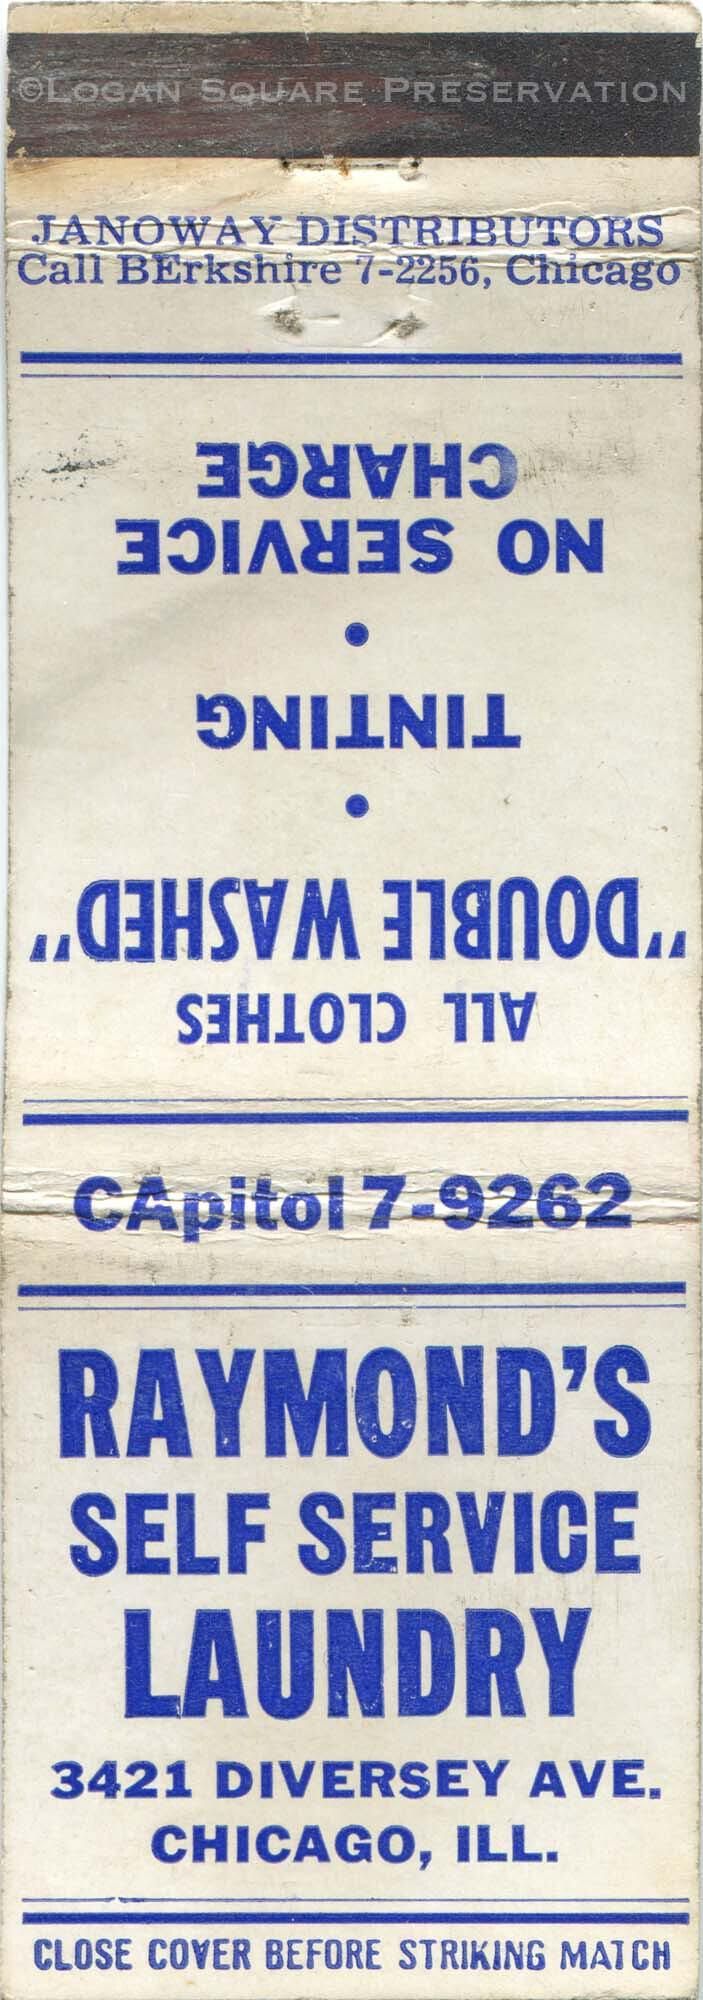 ©LOGAN SQUARE PRESERVATION
JANOWAY DISTRIBUTORS
Call BErkshire 7-2256, Chicago
ALL CLOTHES
"DOUBLE WASHED"
•
TINTING
•
NO SERVICE
CHARGE
CApitol 7-9262
RAYMOND'S
SELF SERVICE
LAUNDRY
3421 DIVERSEY AVE.
CHICAGO, ILL.
CLOSE COVER BEFORE STRIKING MATCH